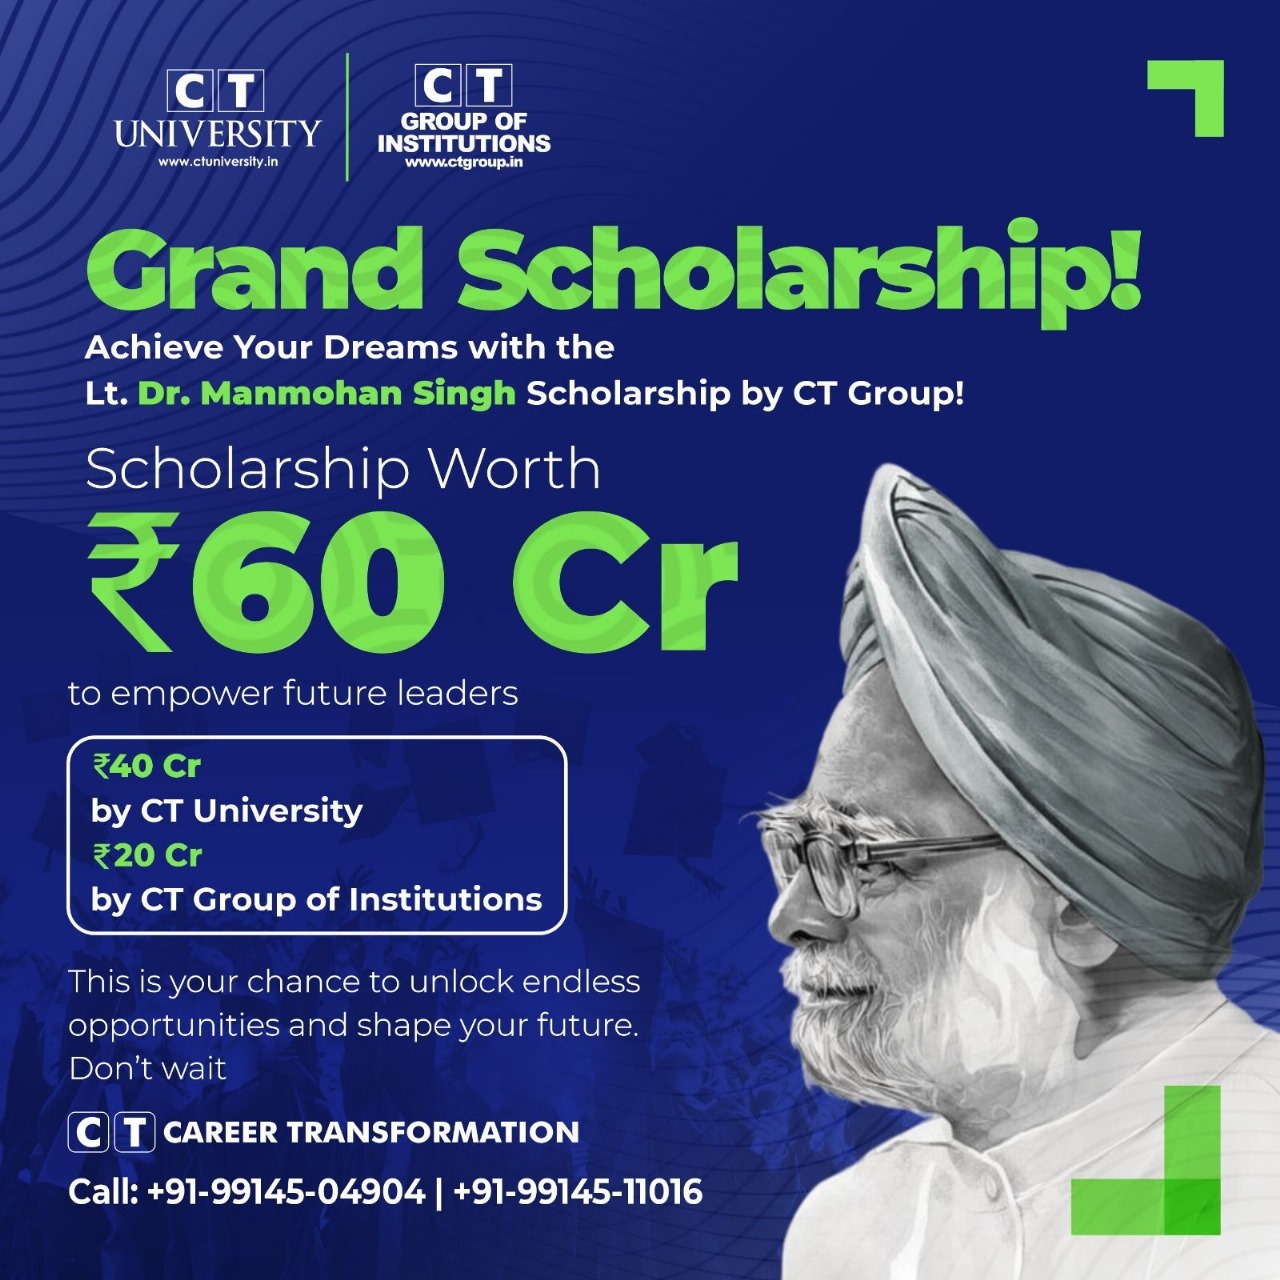 CT
UNIVERSITY
www.ctuniversity.in
CT
GROUP OF
INSTITUTIONS
www.ctgroup.in
Grand Scholarship!
Achieve Your Dreams with the
Lt. Dr. Manmohan Singh Scholarship by CT Group!
Scholarship Worth
₹60 Cr
to empower future leaders
₹40 Cr
by CT University
₹20 Cr
by CT Group of Institutions
This is your chance to unlock endless
opportunities and shape your future.
Don't wait
CT CAREER TRANSFORMATION
Call: +91-99145-04904 | +91-99145-11016